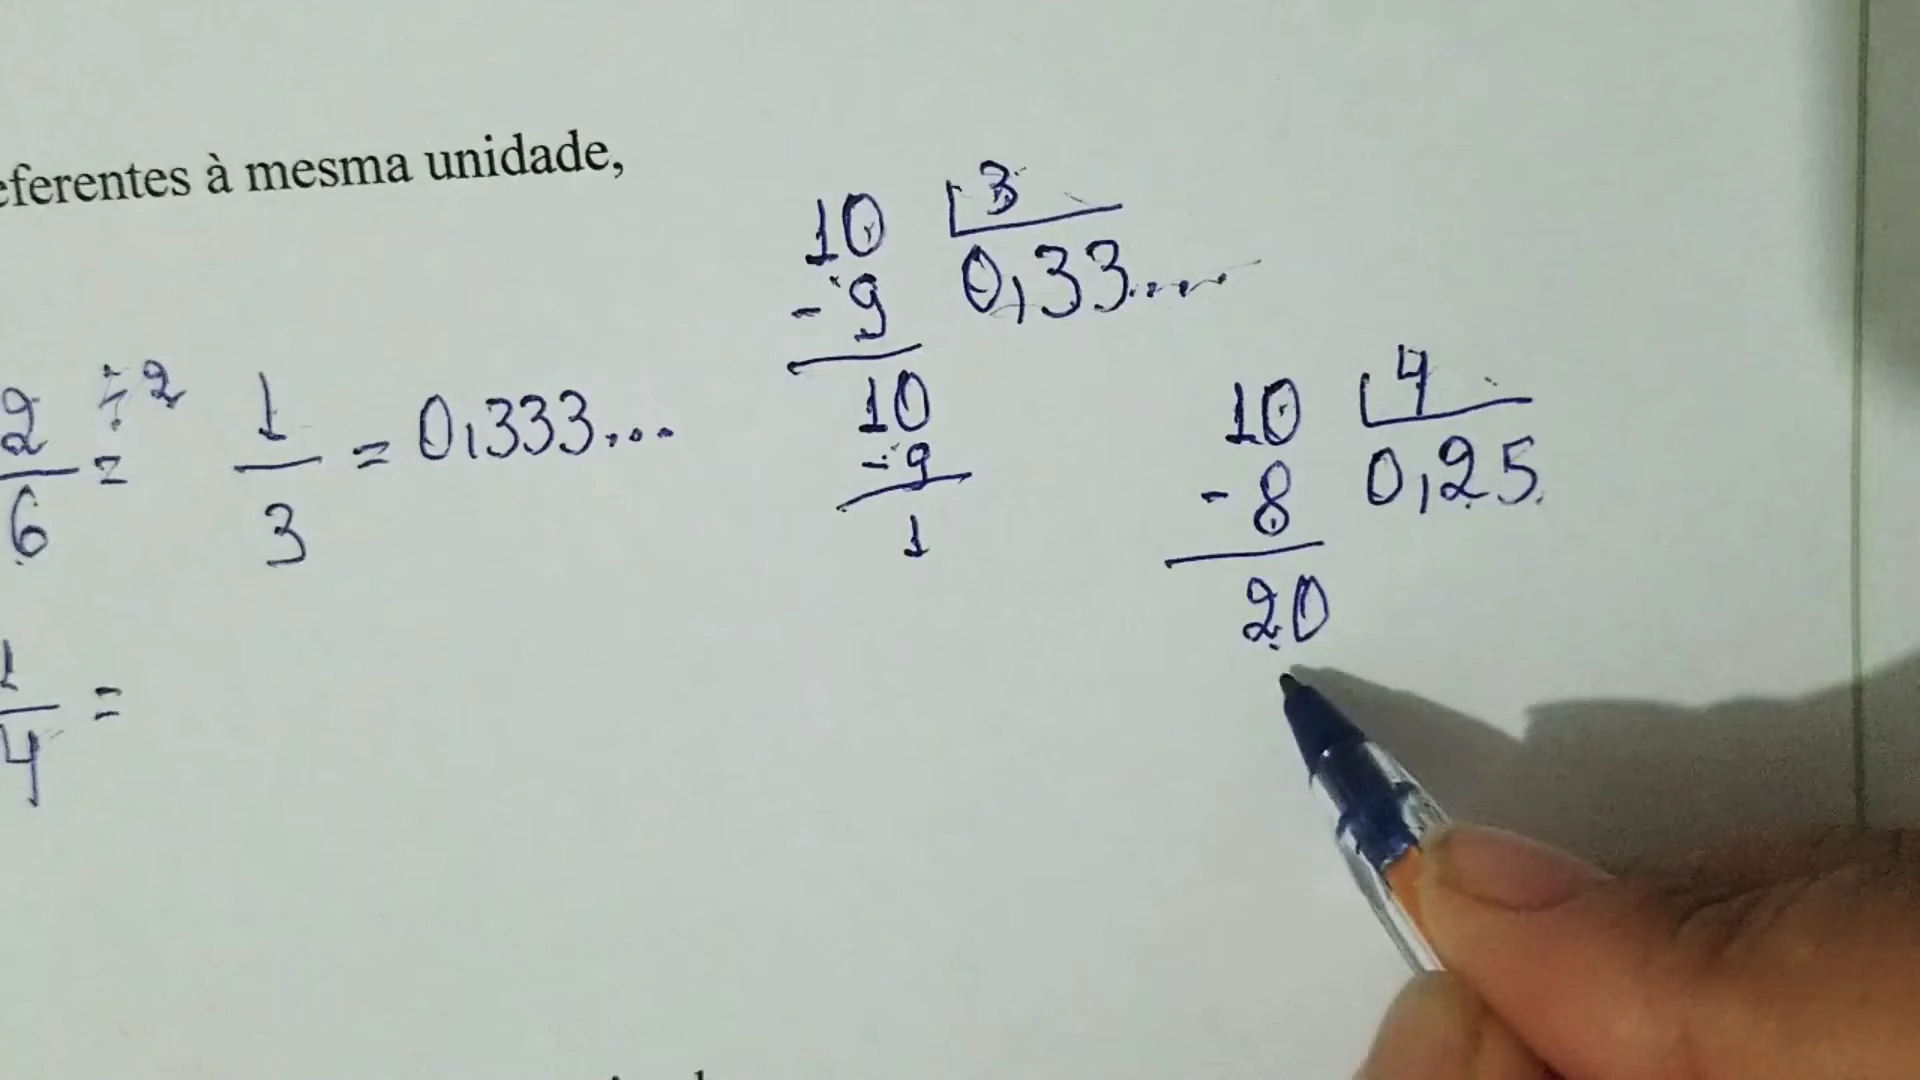 eferentes à mesma unidade,
10 3
- 9 0,33....
10
- 9
1
2/6 ÷2 = 1/3 = 0,333...
10 4
- 8 0,25
20
1/4 =